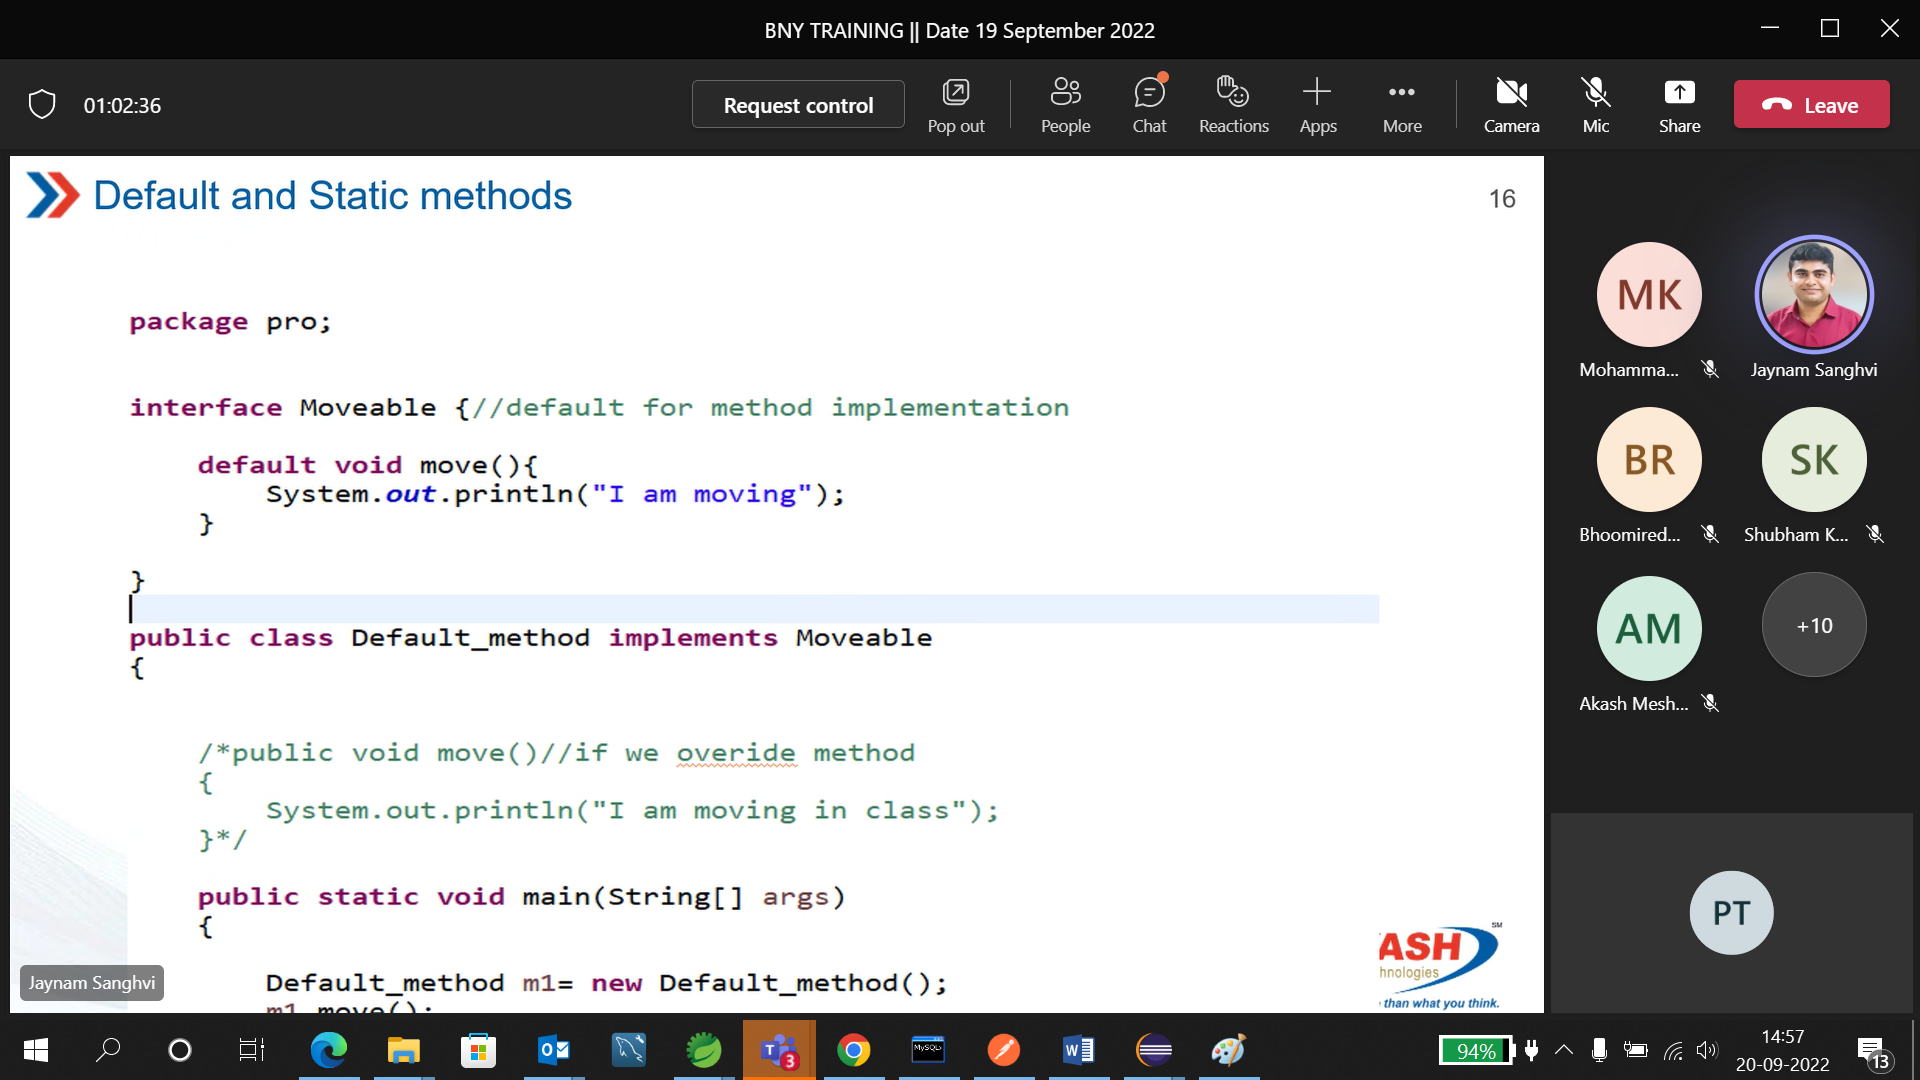 BNY TRAINING || Date 19 September 2022
01:02:36
Request control
Pop out
People
Chat
Reactions
Apps
More
Camera
Mic
Share
Leave
Default and Static methods
16
package pro;
interface Moveable {//default for method implementation
default void move(){
System.out.println("I am moving");
}
}
public class Default_method implements Moveable
{
/*public void move()//if we overide method
{
System.out.println("I am moving in class");
}*/
public static void main(String[] args)
{
Default_method m1= new Default_method();
m1.move();
ASH
SM
hnologies
than what you think.
Jaynam Sanghvi
MK
Mohamma...
Jaynam Sanghvi
BR
Bhoomired...
SK
Shubham K...
AM
Akash Mesh...
+10
PT
T
3
MySQL
94%
14:57
20-09-2022
13